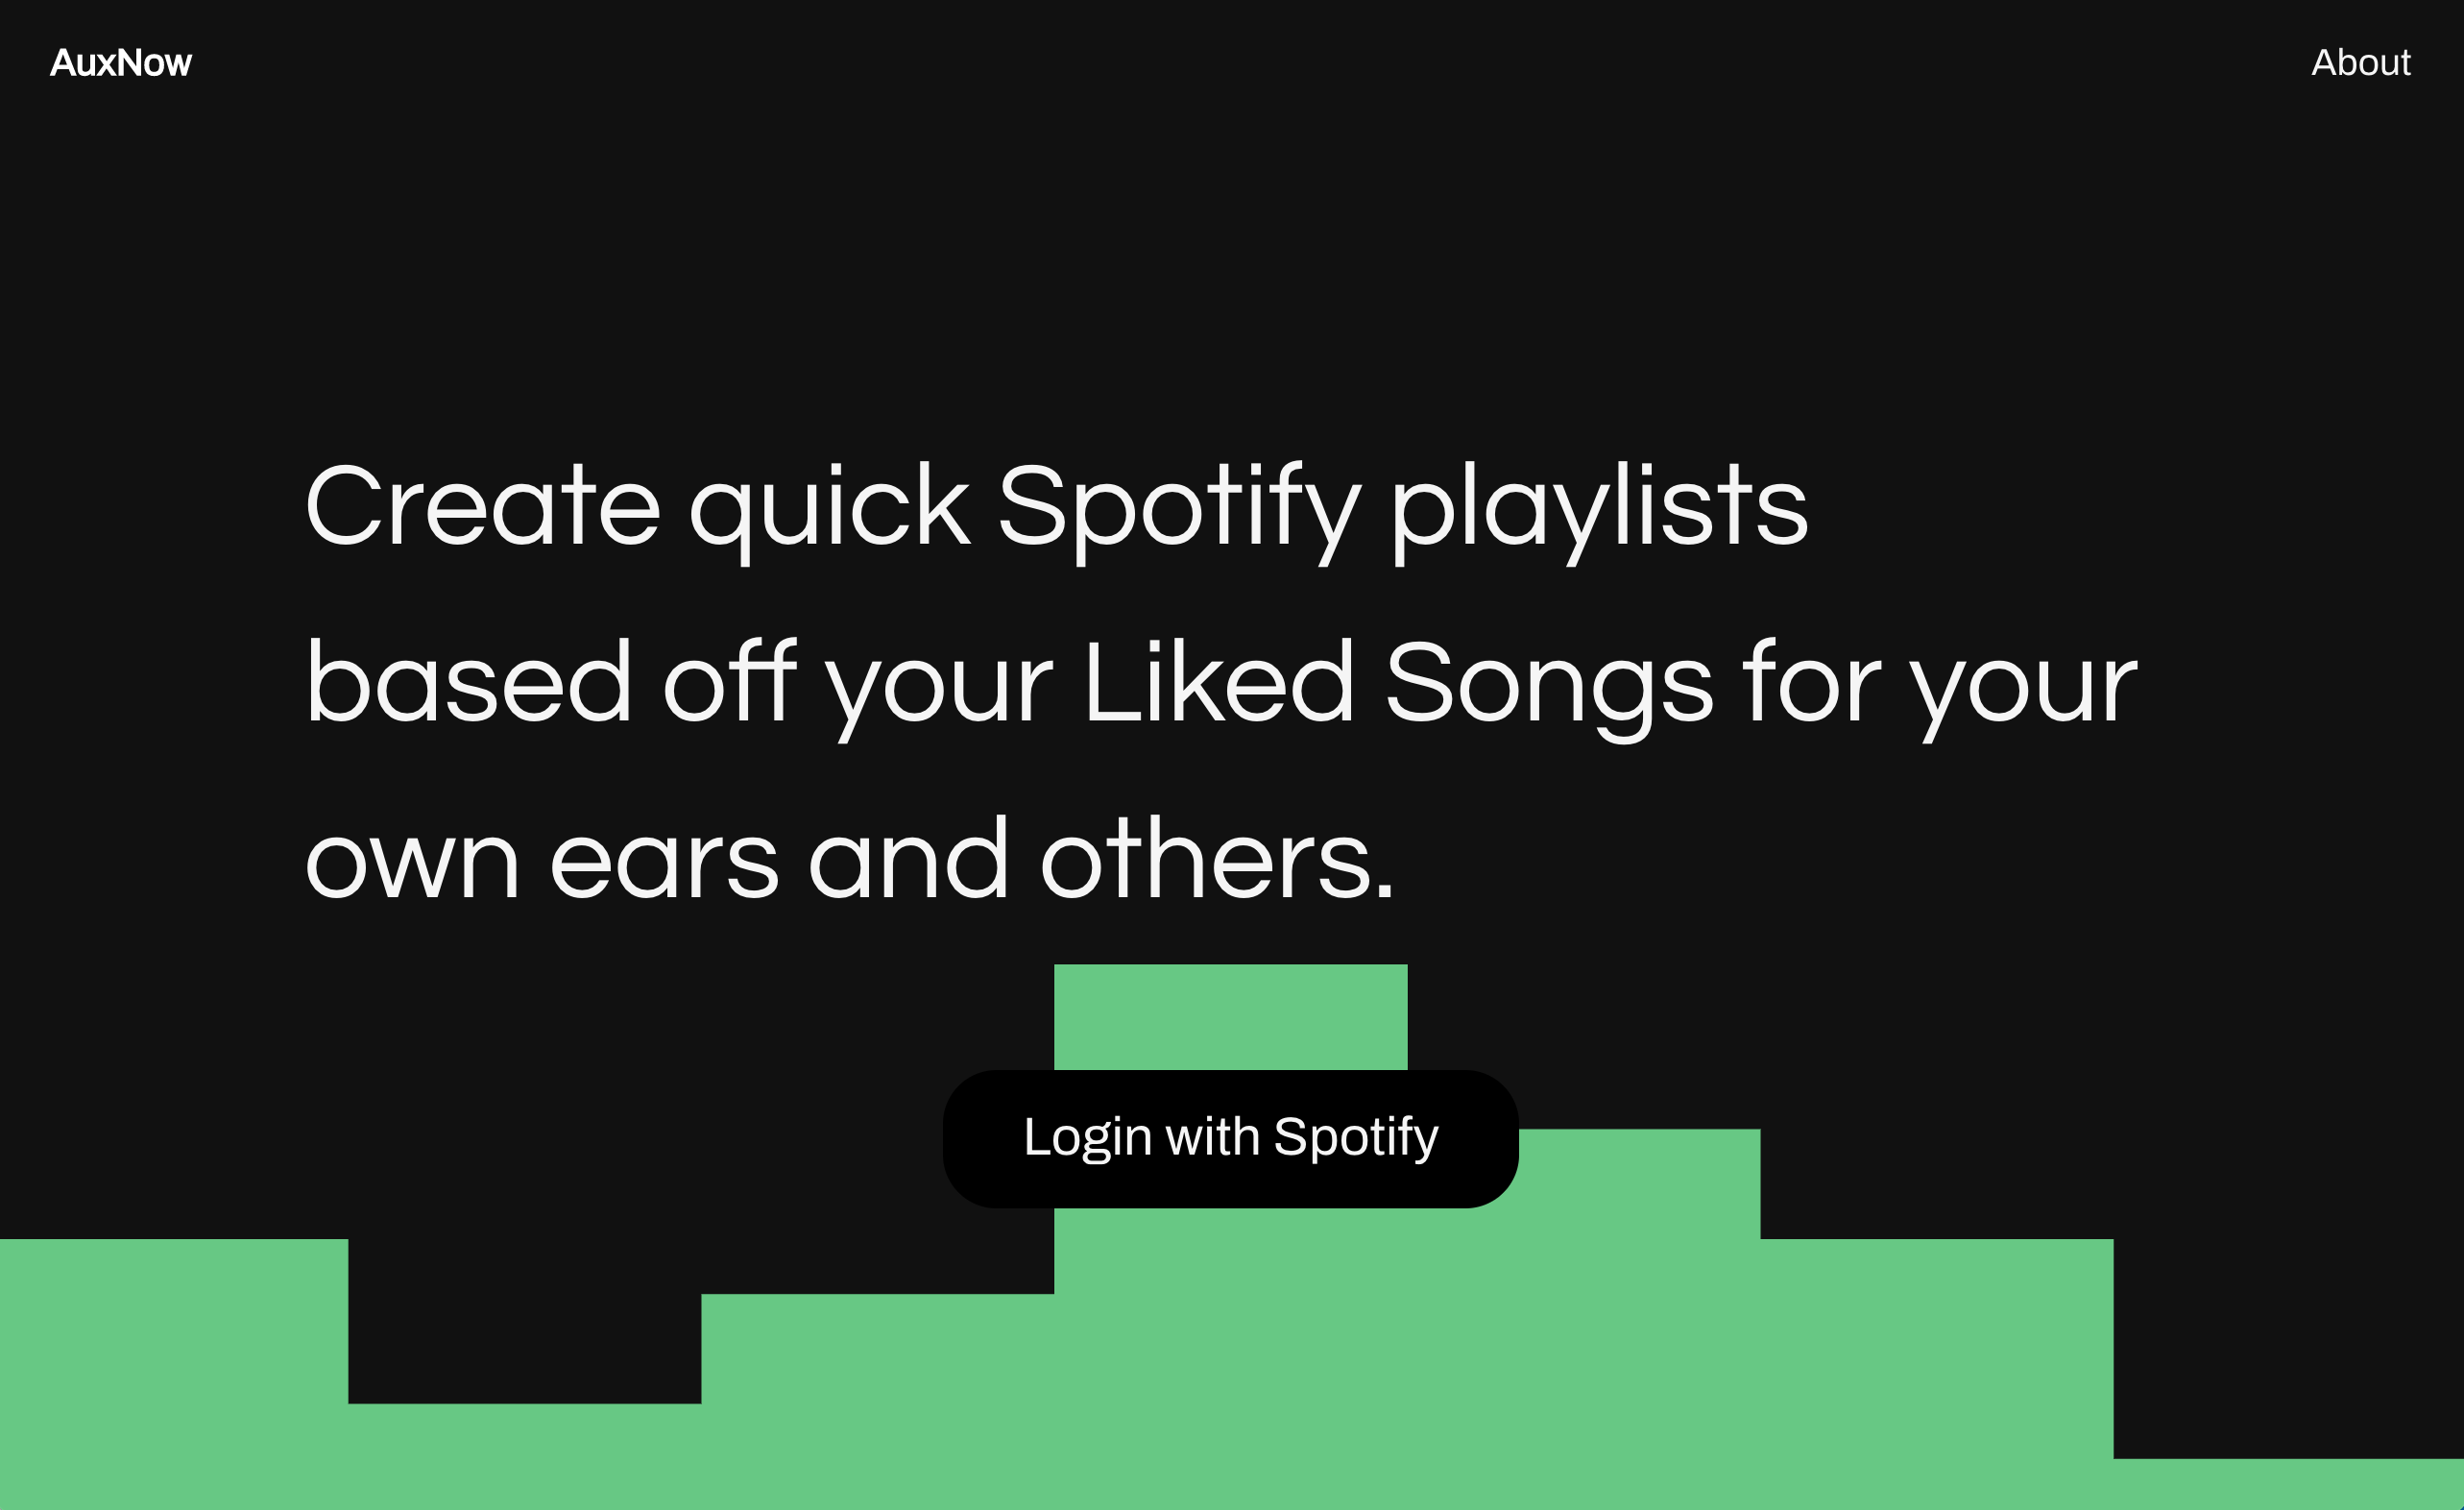 AuxNow
About
Create quick Spotify playlists
based off your Liked Songs for your
own ears and others.
Login with Spotify